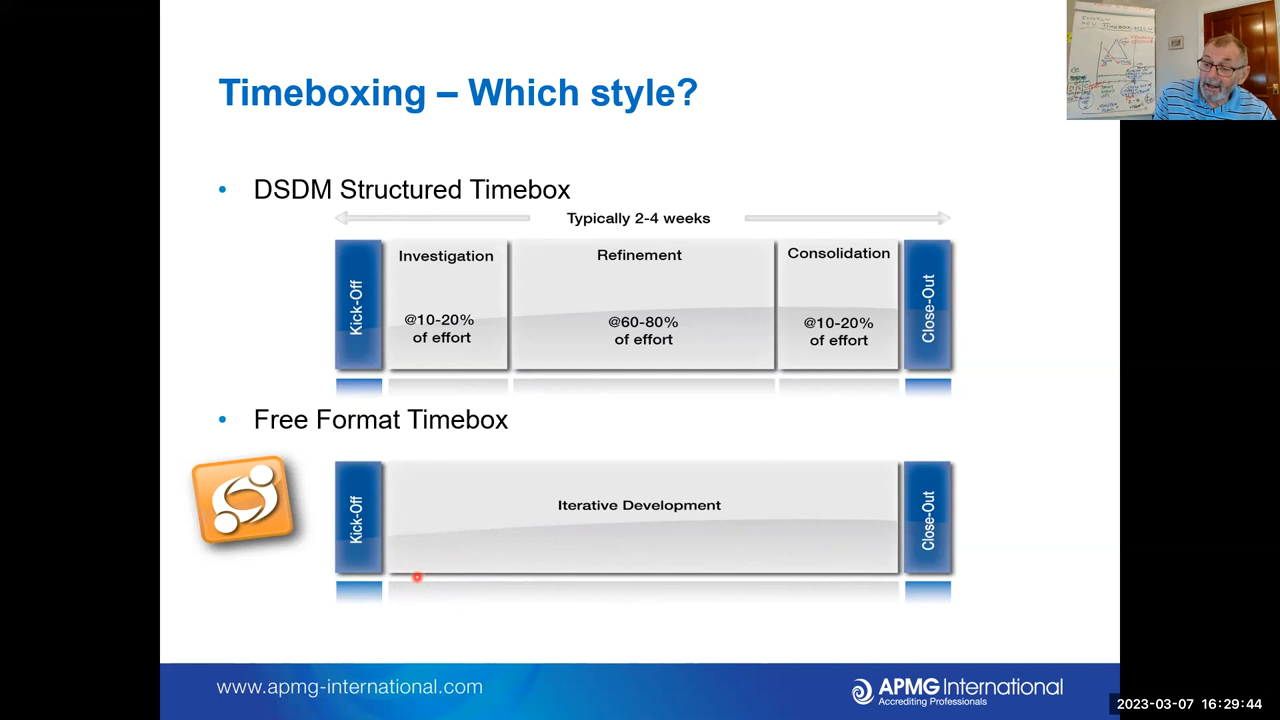 Timeboxing – Which style?
• DSDM Structured Timebox
Typically 2-4 weeks
Kick-Off
Investigation
@10-20%
of effort
Refinement
@60-80%
of effort
Consolidation
@10-20%
of effort
Close-Out
• Free Format Timebox
Kick-Off
Iterative Development
Close-Out
www.apmg-international.com
APMG International
Accrediting Professionals
2023-03-07 16:29:44